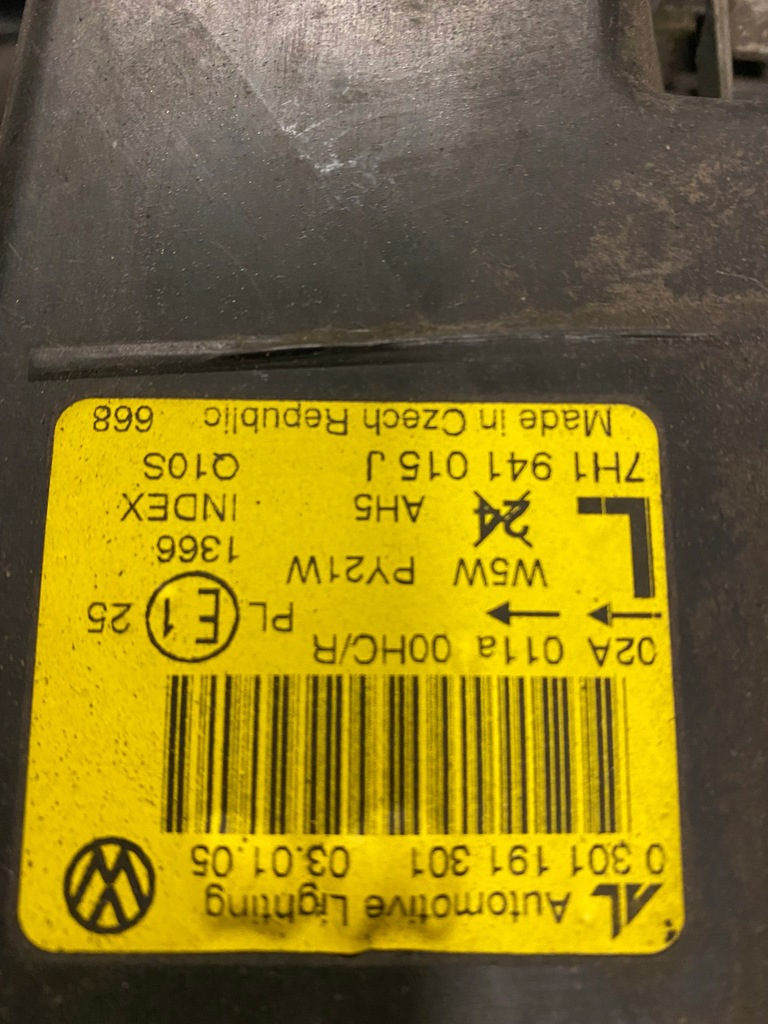 AL Automotive Lighting
0 301 191 301 03.01.05
02A 011a 00HC/R
PL E1 25
W5W PY21W 1366
L 24 AH5 INDEX
7H1 941 015 J Q10S
Made in Czech Republic 668